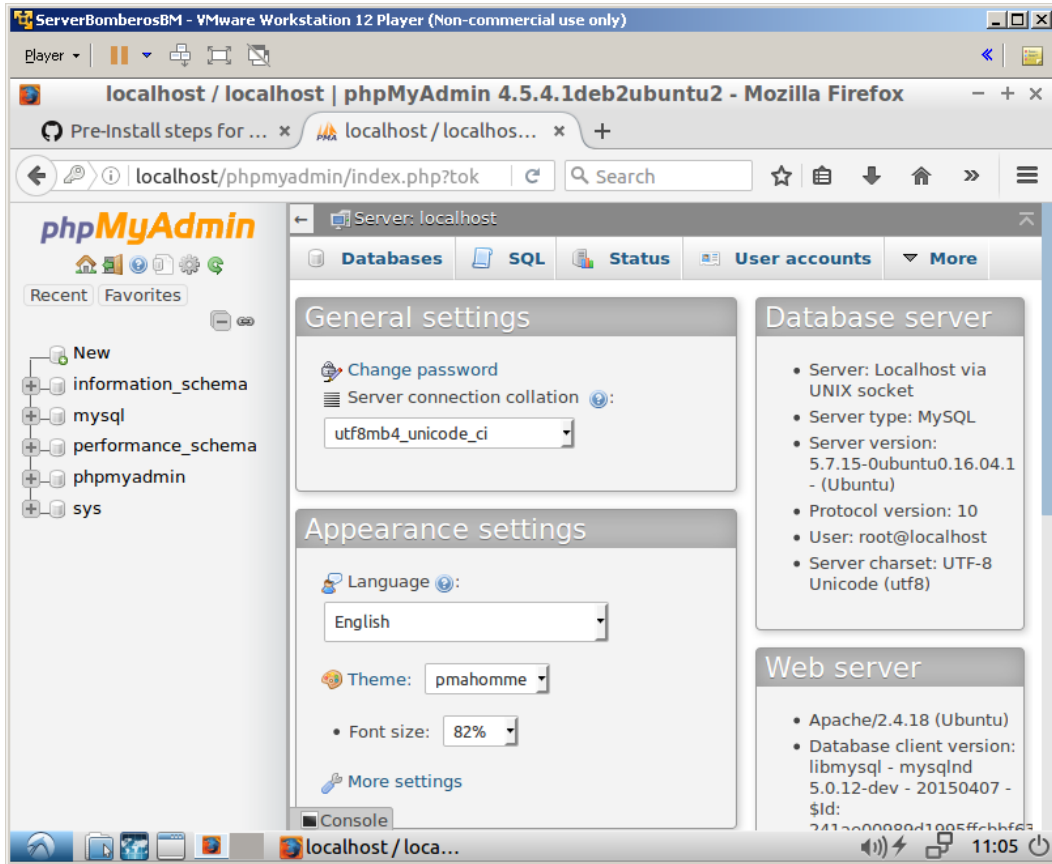 ServerBomberosBM - VMware Workstation 12 Player (Non-commercial use only)
Player
localhost / localhost | phpMyAdmin 4.5.4.1deb2ubuntu2 - Mozilla Firefox
Pre-Install steps for ...
PMA localhost / localhos...
localhost/phpmyadmin/index.php?tok
Search
phpMyAdmin
Recent Favorites
New
information_schema
mysql
performance_schema
phpmyadmin
sys
Server: localhost
Databases SQL Status User accounts More
General settings
Change password
Server connection collation :
utf8mb4_unicode_ci
Appearance settings
Language :
English
Theme: pmahomme
• Font size: 82%
More settings
Console
Database server
• Server: Localhost via
UNIX socket
• Server type: MySQL
• Server version:
5.7.15-0ubuntu0.16.04.1
- (Ubuntu)
• Protocol version: 10
• User: root@localhost
• Server charset: UTF-8
Unicode (utf8)
Web server
• Apache/2.4.18 (Ubuntu)
• Database client version:
libmysql - mysqlnd
5.0.12-dev - 20150407 -
$Id:
localhost / loca...
11:05